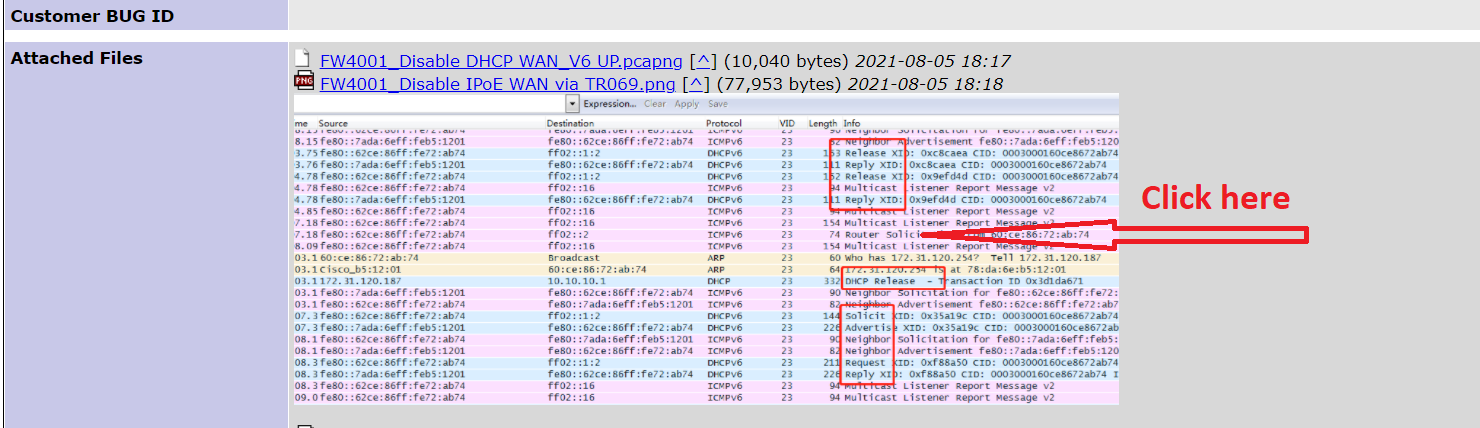 Customer BUG ID
Attached Files
FW4001_Disable DHCP WAN_V6 UP.pcapng [^] (10,040 bytes) 2021-08-05 18:17
PNG FW4001_Disable IPoE WAN via TR069.png [^] (77,953 bytes) 2021-08-05 18:18
Expression... Clear Apply Save
me Source Destination Protocol VID Length Info
8.15 fe80::62ce:86ff:fe72:ab74 fe80::7ada:6eff:feb5:1201 ICMPv6 23 90 Neighbor Solicitation for fe80::7ada:6eff:feb5:
8.15 fe80::7ada:6eff:feb5:1201 fe80::62ce:86ff:fe72:ab74 ICMPv6 23 82 Neighbor Advertisement fe80::7ada:6eff:feb5:120
03.75 fe80::62ce:86ff:fe72:ab74 ff02::1:2 DHCPv6 23 163 Release XID: 0xc8caea CID: 0003000160ce8672ab74
03.76 fe80::7ada:6eff:feb5:1201 fe80::62ce:86ff:fe72:ab74 DHCPv6 23 111 Reply XID: 0xc8caea CID: 0003000160ce8672ab74
4.78 fe80::62ce:86ff:fe72:ab74 ff02::1:2 DHCPv6 23 152 Release XID: 0x9efd4d CID: 0003000160ce8672ab74
4.78 fe80::62ce:86ff:fe72:ab74 ff02::16 ICMPv6 23 94 Multicast Listener Report Message v2
4.78 fe80::7ada:6eff:feb5:1201 fe80::62ce:86ff:fe72:ab74 DHCPv6 23 111 Reply XID: 0x9efd4d CID: 0003000160ce8672ab74
4.85 fe80::62ce:86ff:fe72:ab74 ff02::16 ICMPv6 23 94 Multicast Listener Report Message v2
7.18 fe80::62ce:86ff:fe72:ab74 ff02::16 ICMPv6 23 154 Multicast Listener Report Message v2
7.18 fe80::62ce:86ff:fe72:ab74 ff02::2 ICMPv6 23 74 Router 60:ce:86:72:ab:74
8.09 fe80::62ce:86ff:fe72:ab74 ff02::16 ICMPv6 23 154 Multicast Listener Report Message v2
03.1 60:ce:86:72:ab:74 Broadcast ARP 23 60 Who has 172.31.120.254? Tell 172.31.120.187
03.1 Cisco_b5:12:01 60:ce:86:72:ab:74 ARP 23 64 172.31.120.254 is at 78:da:6e:b5:12:01
03.1 172.31.120.187 10.10.10.1 DHCP 23 332 DHCP Release - Transaction ID 0x3d1da671
03.1 fe80::7ada:6eff:feb5:1201 fe80::62ce:86ff:fe72:ab74 ICMPv6 23 90 Neighbor Solicitation for fe80::62ce:86ff:fe72:
03.1 fe80::62ce:86ff:fe72:ab74 fe80::7ada:6eff:feb5:1201 ICMPv6 23 82 Neighbor Advertisement fe80::62ce:86ff:fe72:ab7
07.3 fe80::62ce:86ff:fe72:ab74 ff02::1:2 DHCPv6 23 144 Solicit XID: 0x35a19c CID: 0003000160ce8672ab74
07.3 fe80::7ada:6eff:feb5:1201 fe80::62ce:86ff:fe72:ab74 DHCPv6 23 226 Advertise XID: 0x35a19c CID: 0003000160ce8672ab
08.1 fe80::62ce:86ff:fe72:ab74 fe80::7ada:6eff:feb5:1201 ICMPv6 23 90 Neighbor Solicitation for fe80::7ada:6eff:feb5:
08.1 fe80::7ada:6eff:feb5:1201 fe80::62ce:86ff:fe72:ab74 ICMPv6 23 82 Neighbor Advertisement fe80::7ada:6eff:feb5:120
08.3 fe80::62ce:86ff:fe72:ab74 ff02::1:2 DHCPv6 23 211 Request XID: 0xf88a50 CID: 0003000160ce8672ab74
08.3 fe80::7ada:6eff:feb5:1201 fe80::62ce:86ff:fe72:ab74 DHCPv6 23 226 Reply XID: 0xf88a50 CID: 0003000160ce8672ab74 I
08.3 fe80::62ce:86ff:fe72:ab74 ff02::16 ICMPv6 23 94 Multicast Listener Report Message v2
09.0 fe80::62ce:86ff:fe72:ab74 ff02::16 ICMPv6 23 94 Multicast Listener Report Message v2
Click here